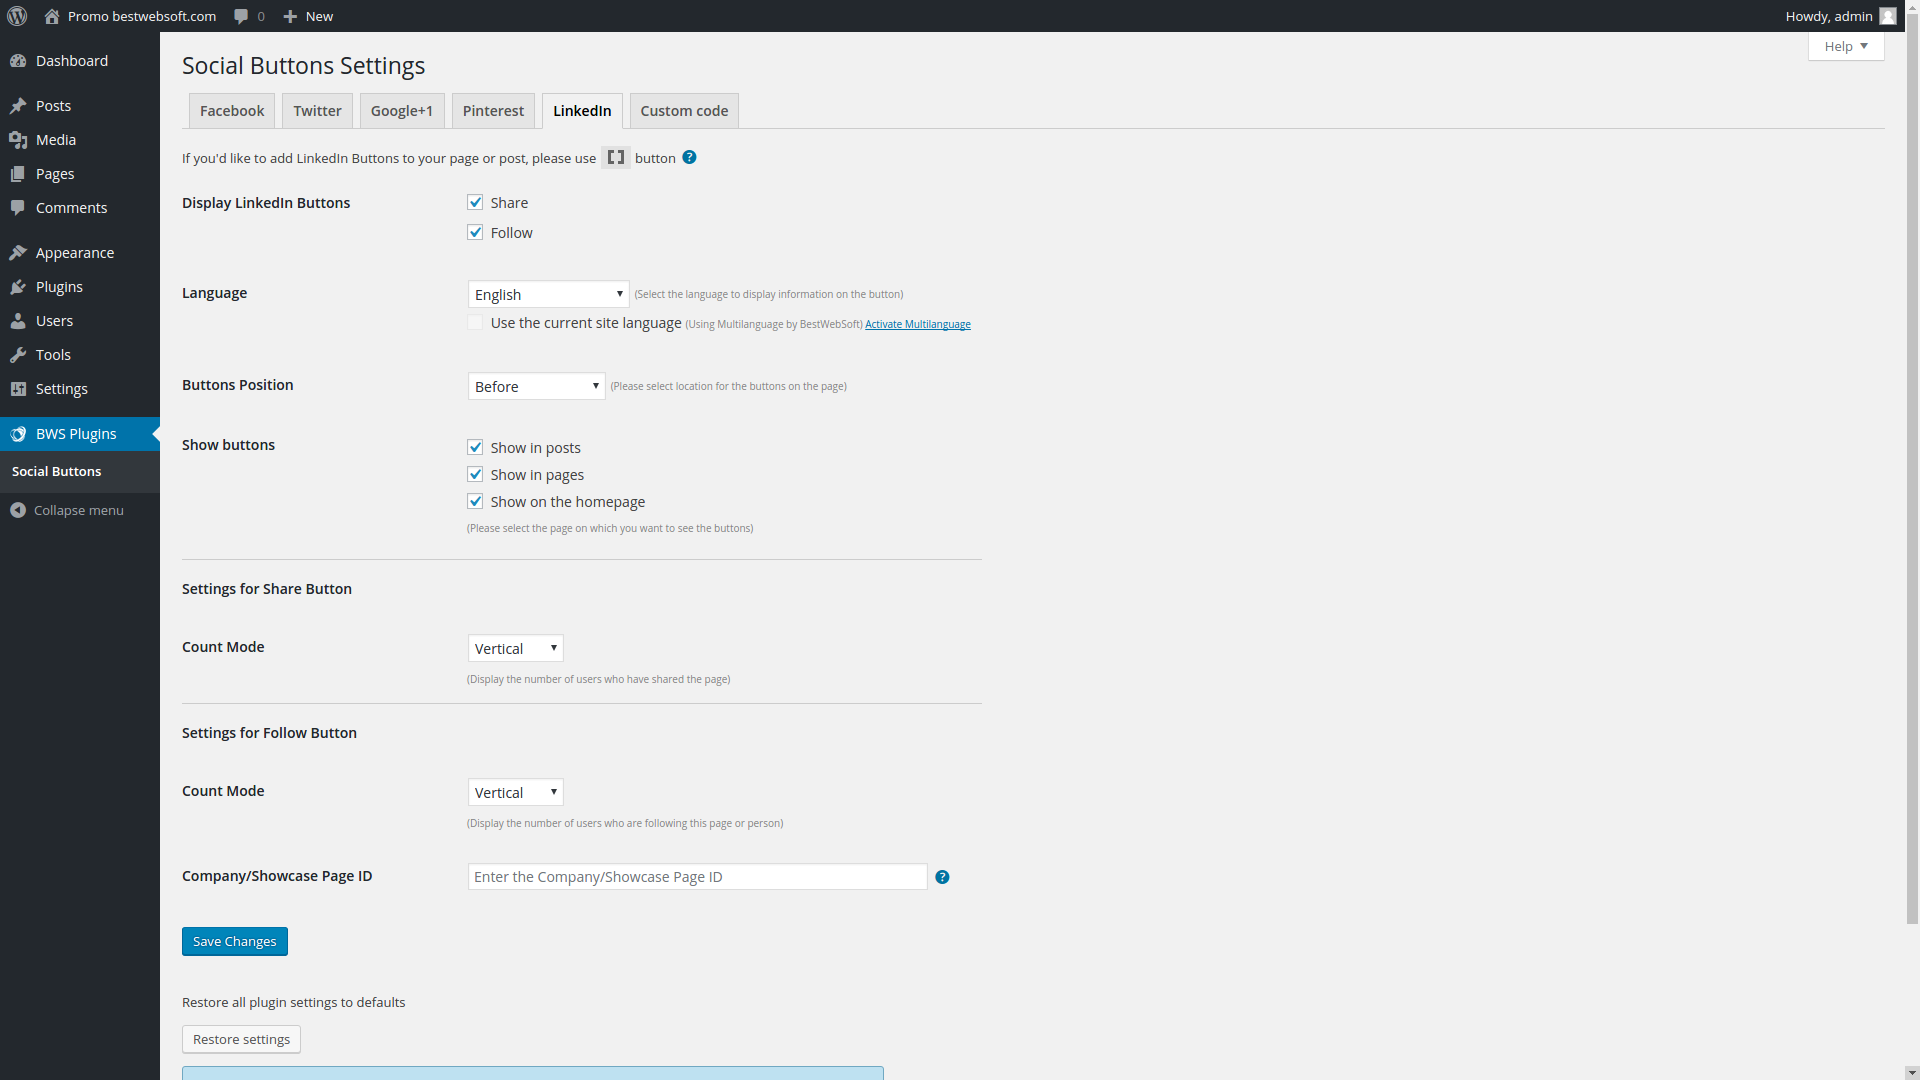 Promo bestwebsoft.com 0 New Howdy, admin
Help
Dashboard
Posts
Media
Pages
Comments
Appearance
Plugins
Users
Tools
Settings
BWS Plugins
Social Buttons
Collapse menu
Social Buttons Settings
Facebook Twitter Google+1 Pinterest LinkedIn Custom code
If you'd like to add LinkedIn Buttons to your page or post, please use [ ] button ?
Display LinkedIn Buttons Share
Follow
Language English (Select the language to display information on the button)
Use the current site language (Using Multilanguage by BestWebSoft) Activate Multilanguage
Buttons Position Before (Please select location for the buttons on the page)
Show buttons Show in posts
Show in pages
Show on the homepage
(Please select the page on which you want to see the buttons)
Settings for Share Button
Count Mode Vertical
(Display the number of users who have shared the page)
Settings for Follow Button
Count Mode Vertical
(Display the number of users who are following this page or person)
Company/Showcase Page ID Enter the Company/Showcase Page ID ?
Save Changes
Restore all plugin settings to defaults
Restore settings